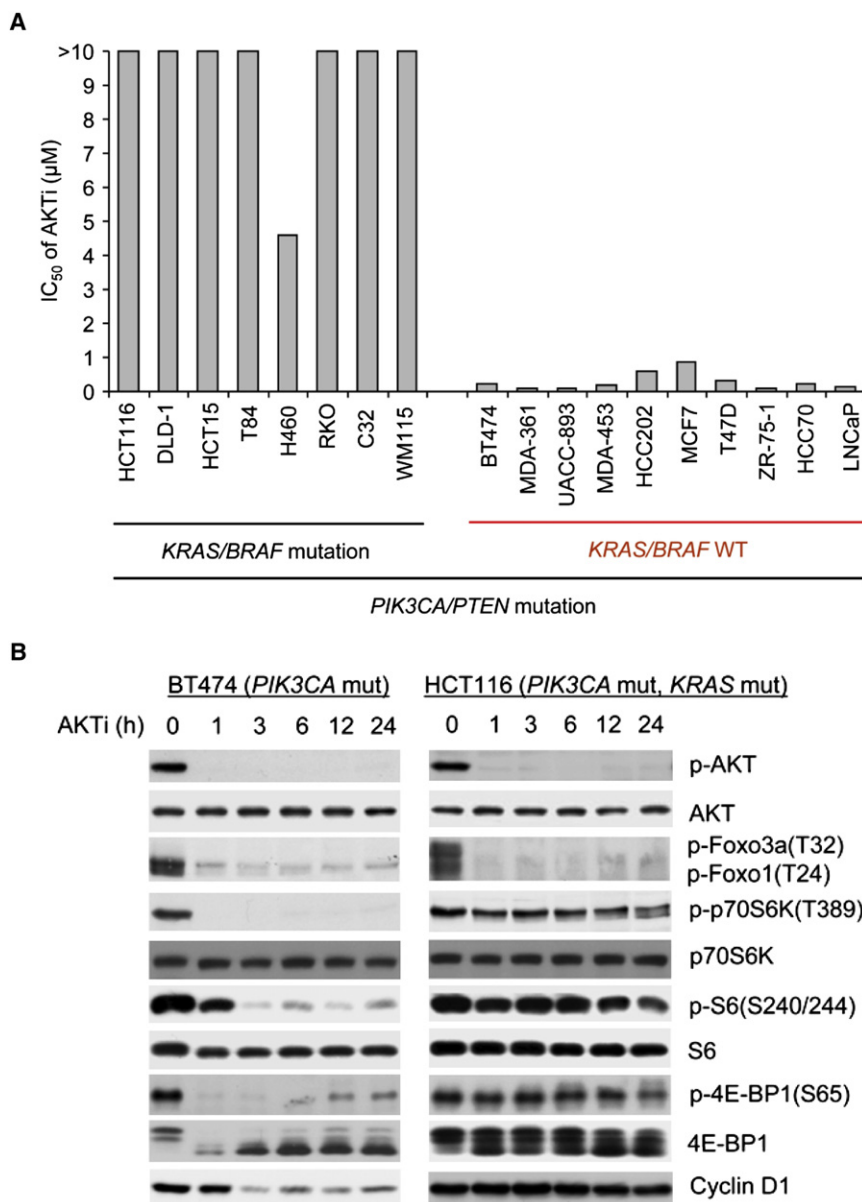 A
>10
9
8
7
6
5
4
3
2
1
0
IC50 of AKTi (µM)
HCT116
DLD-1
HCT15
T84
H460
RKO
C32
WM115
BT474
MDA-361
UACC-893
MDA-453
HCC202
MCF7
T47D
ZR-75-1
HCC70
LNCaP
KRAS/BRAF mutation
KRAS/BRAF WT
PIK3CA/PTEN mutation
B
BT474 (PIK3CA mut) HCT116 (PIK3CA mut, KRAS mut)
AKTi (h) 0 1 3 6 12 24 0 1 3 6 12 24
p-AKT
AKT
p-Foxo3a(T32)
p-Foxo1(T24)
p-p70S6K(T389)
p70S6K
p-S6(S240/244)
S6
p-4E-BP1(S65)
4E-BP1
Cyclin D1